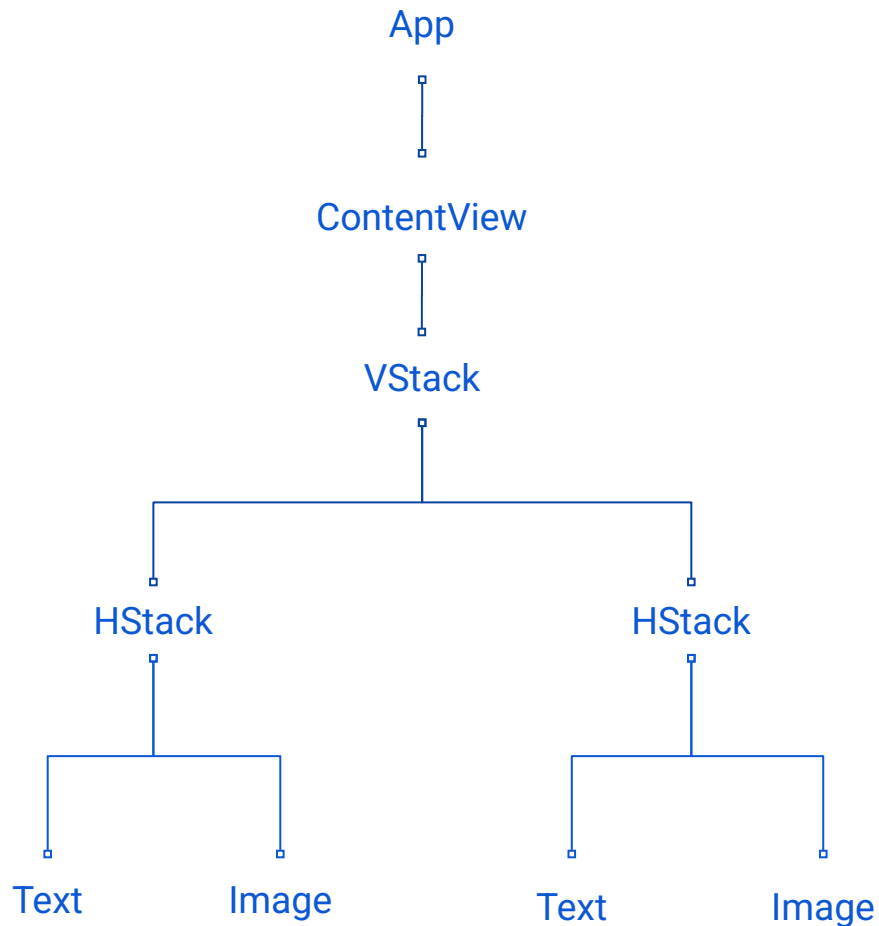 App
ContentView
VStack
HStack HStack
Text Image Text Image